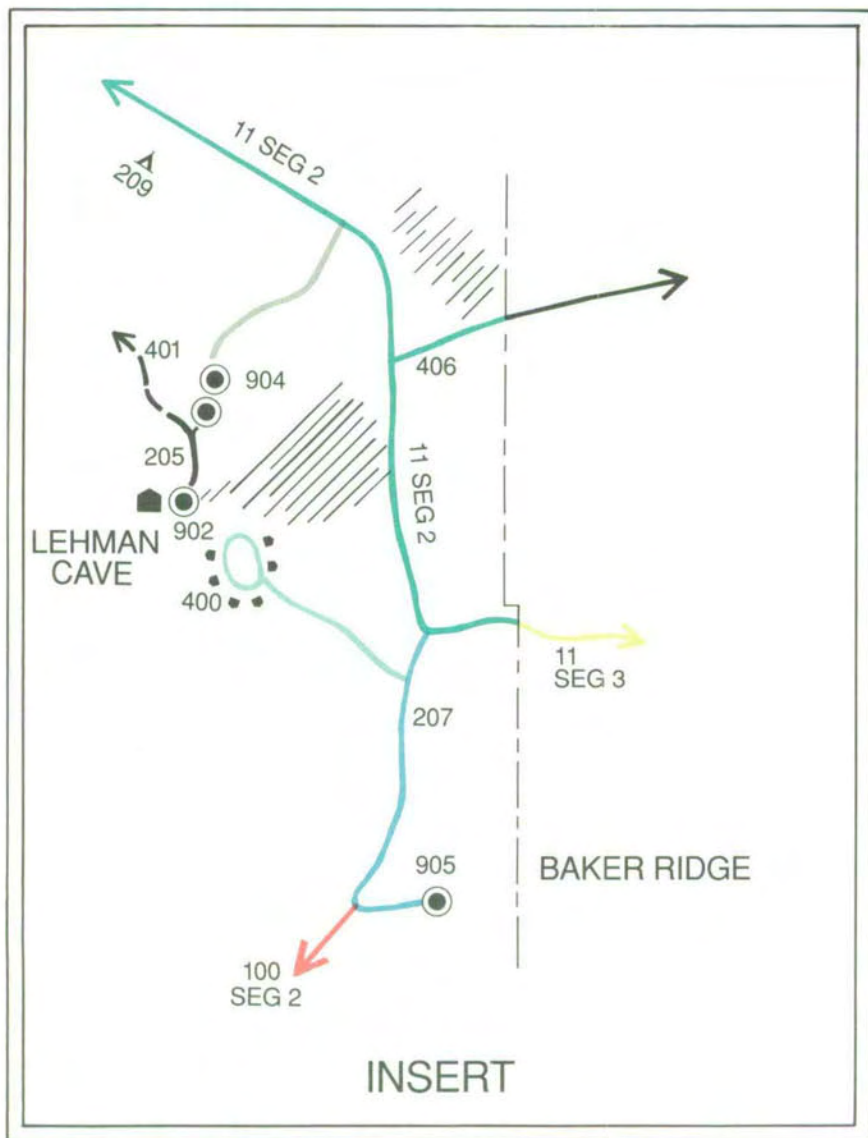 11 SEG 2
209
401
904
406
205
11 SEG 2
902
LEHMAN
CAVE
400
11
SEG 3
207
905
BAKER RIDGE
100
SEG 2
INSERT